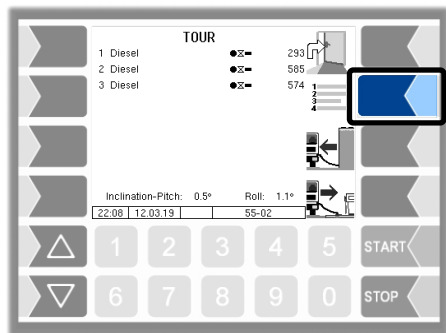 TOUR
1 Diesel 293
2 Diesel 585
3 Diesel 574
1
2
3
4
Inclination-Pitch: 0.5° Roll: 1.1°
22:08 12.03.19 55-02
1 2 3 4 5 START
6 7 8 9 0 STOP